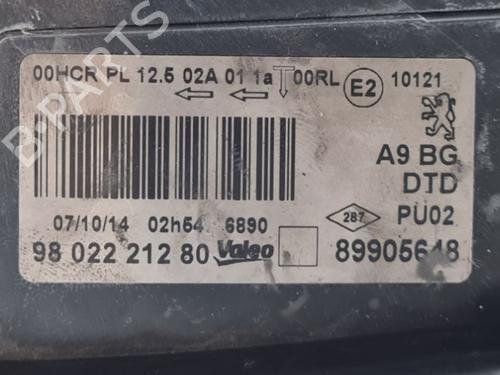 B-PARTS
00HCR PL 12.5 02A 01 1a 00RL E2 10121
A9 BG
DTD
07/10/14 02h54 6890 287 PU02
98 022 212 80 Valeo 89905648